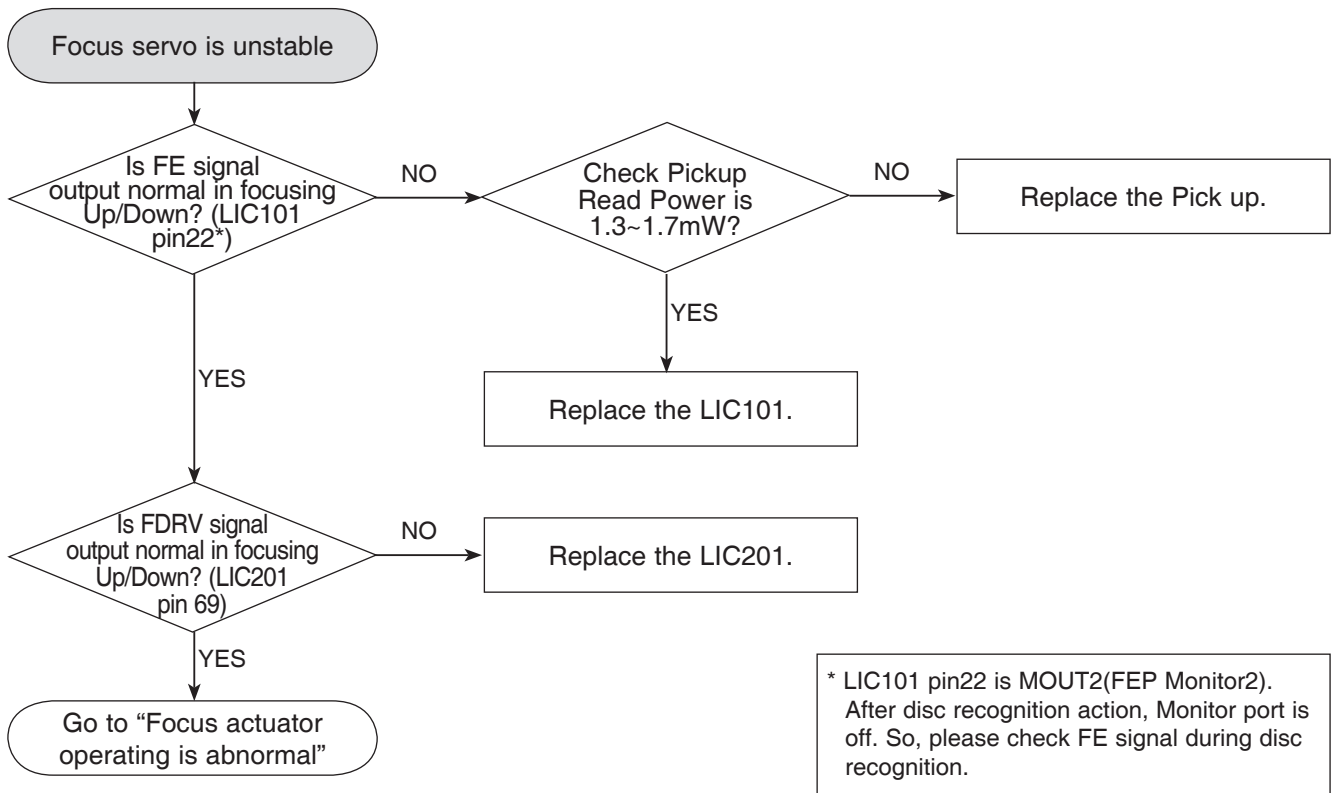 Focus servo is unstable
Is FE signal
output normal in focusing
Up/Down? (LIC101
pin22*)
NO
Check Pickup
Read Power is
1.3~1.7mW?
NO
Replace the Pick up.
YES
Replace the LIC101.
YES
Is FDRV signal
output normal in focusing
Up/Down? (LIC201
pin 69)
NO
Replace the LIC201.
YES
Go to “Focus actuator
operating is abnormal”
* LIC101 pin22 is MOUT2(FEP Monitor2).
After disc recognition action, Monitor port is
off. So, please check FE signal during disc
recognition.